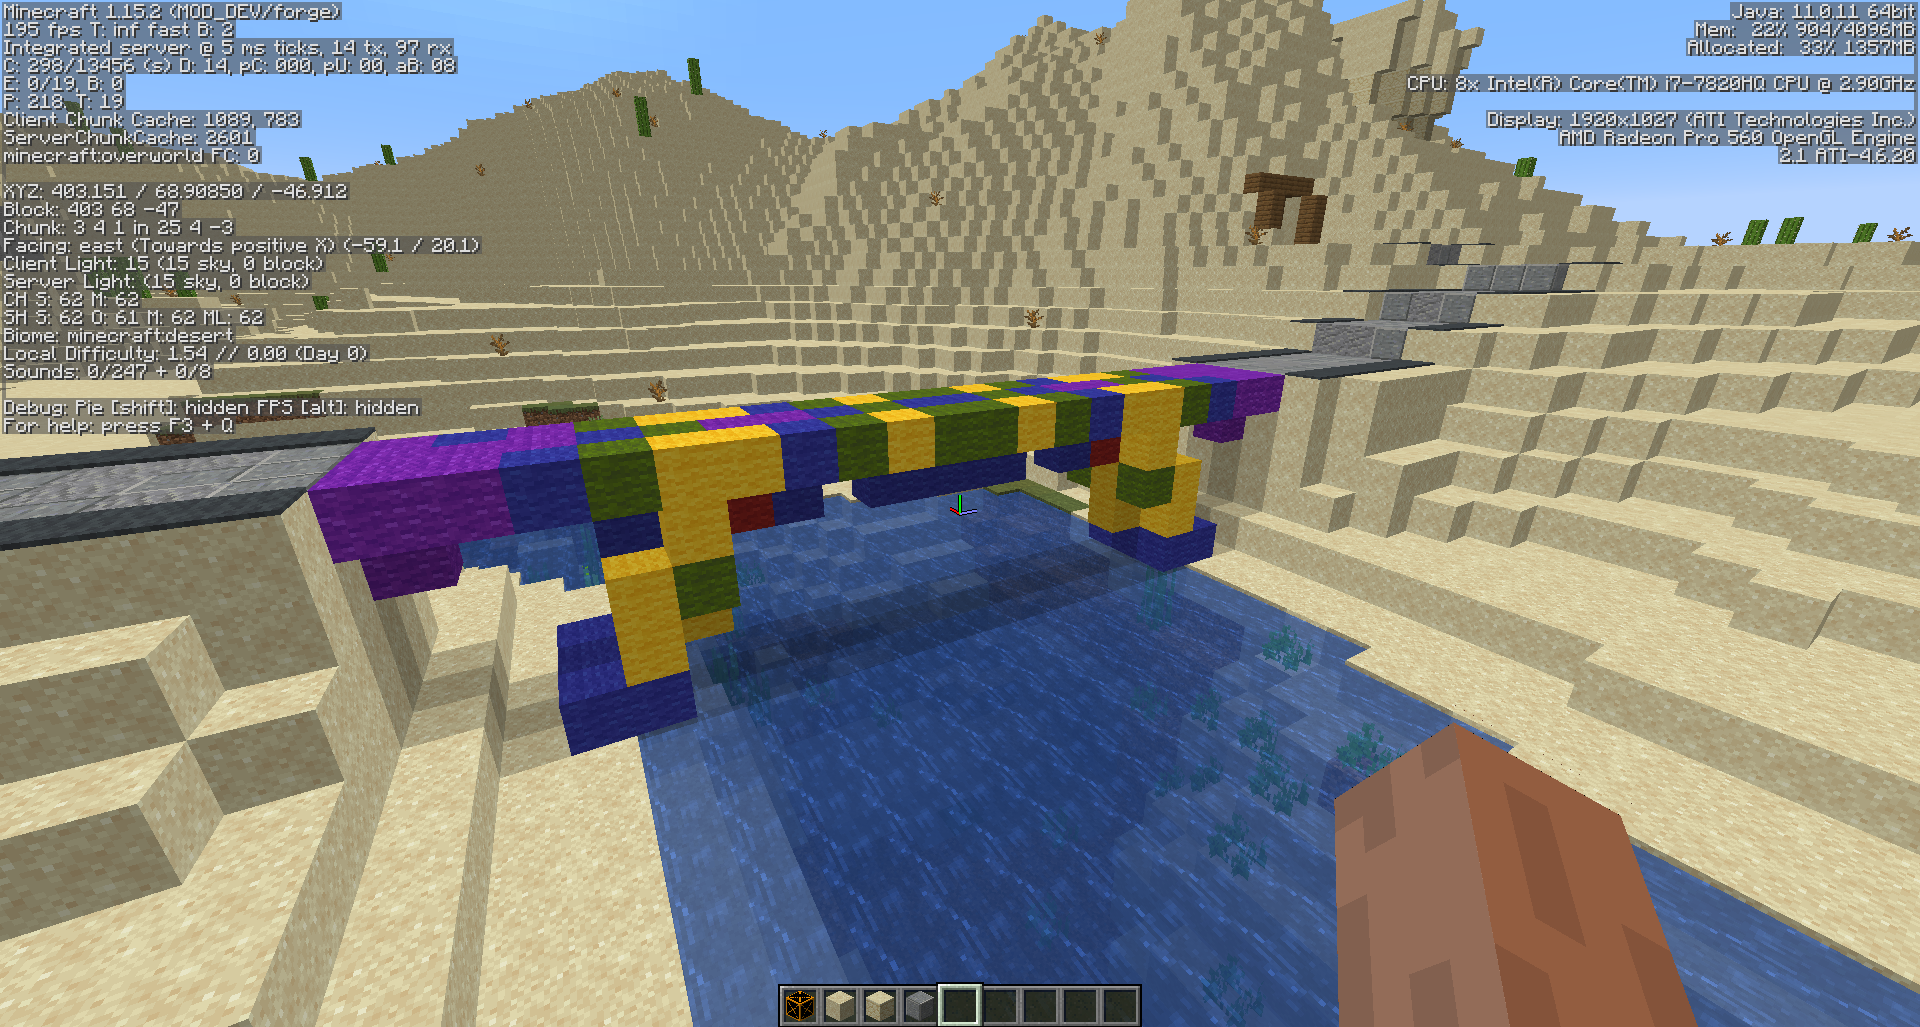 Minecraft 1.15.2 (MOD_DEV/forge)
195 fps T: inf fast B: 2
Integrated server @ 5 ms ticks, 14 tx, 97 rx
C: 298/13456 (s) D: 14, pC: 000, pU: 00, aB: 08
E: 0/19, B: 0
P: 218. T: 19
Client Chunk Cache: 1089, 783
ServerChunkCache: 2601
minecraft:overworld FC: 0
XYZ: 403.151 / 68.90850 / -46.912
Block: 403 68 -47
Chunk: 3 4 1 in 25 4 -3
Facing: east (Towards positive X) (-59.1 / 20.1)
Client Light: 15 (15 sky, 0 block)
Server Light: (15 sky, 0 block)
CH S: 62 M: 62
SH S: 62 O: 61 M: 62 ML: 62
Biome: minecraft:desert
Local Difficulty: 1.54 // 0.00 (Day 0)
Sounds: 0/247 + 0/8
Debug: Pie [shift]: hidden FPS [alt]: hidden
For help: press F3 + Q
Java: 11.0.11 64bit
Mem: 22% 904/4096MB
Allocated: 33% 1357MB
CPU: 8x Intel(R) Core(TM) i7-7820HQ CPU @ 2.90GHz
Display: 1920x1027 (ATI Technologies Inc.)
AMD Radeon Pro 560 OpenGL Engine
2.1 ATI-4.6.20